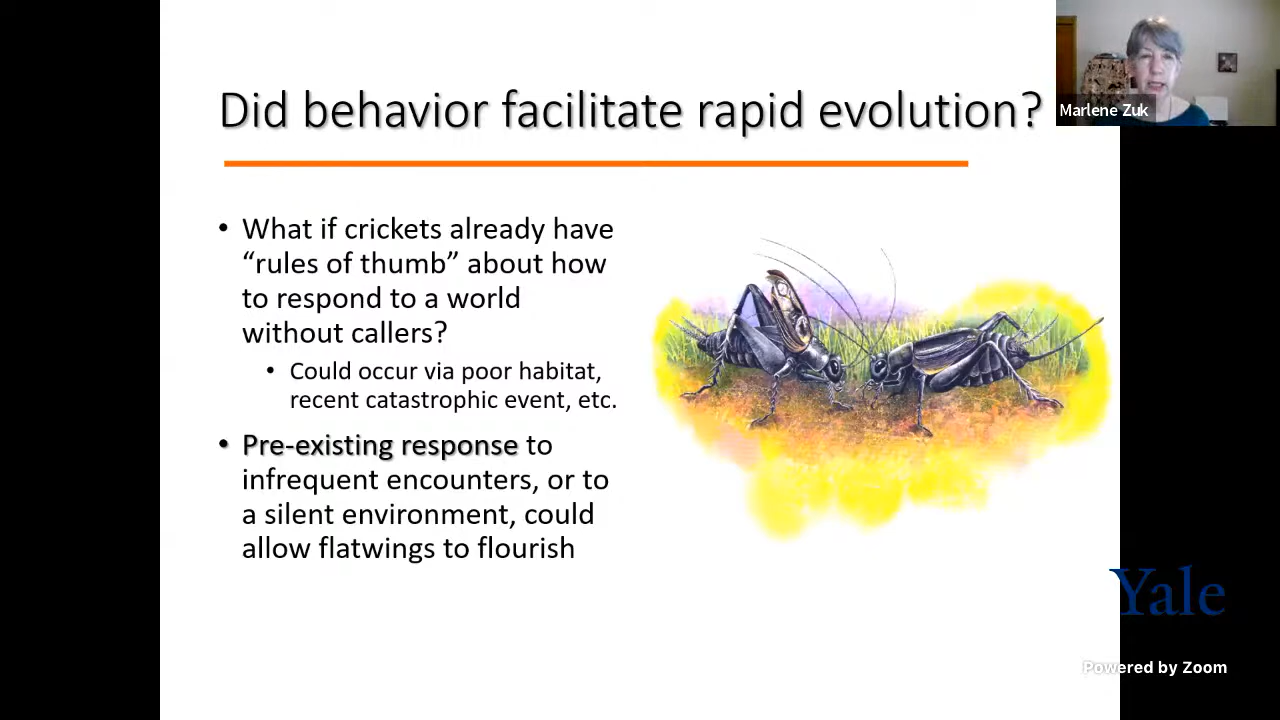 Did behavior facilitate rapid evolution?
Marlene Zuk
• What if crickets already have
“rules of thumb” about how
to respond to a world
without callers?
• Could occur via poor habitat,
recent catastrophic event, etc.
• Pre-existing response to
infrequent encounters, or to
a silent environment, could
allow flatwings to flourish
Yale
Powered by Zoom